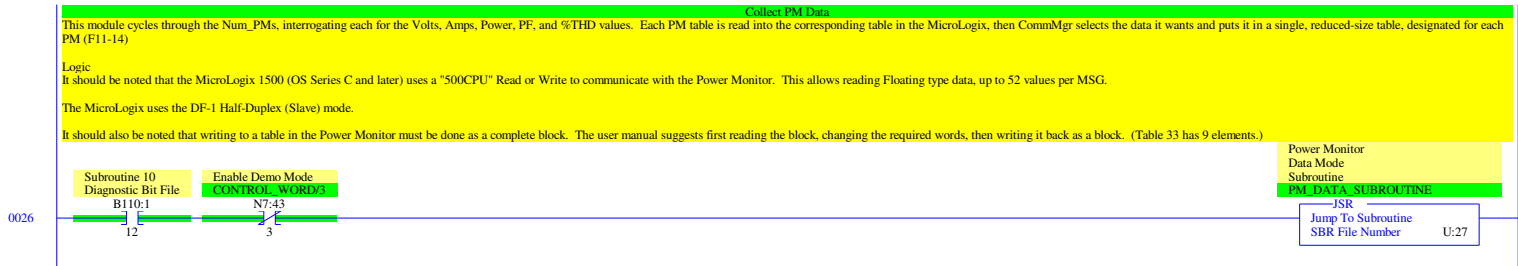 Collect PM Data
This module cycles through the Num_PMs, interrogating each for the Volts, Amps, Power, PF, and %THD values. Each PM table is read into the corresponding table in the MicroLogix, then CommMgr selects the data it wants and puts it in a single, reduced-size table, designated for each
PM (F11-14)
Logic
It should be noted that the MicroLogix 1500 (OS Series C and later) uses a "500CPU" Read or Write to communicate with the Power Monitor. This allows reading Floating type data, up to 52 values per MSG.
The MicroLogix uses the DF-1 Half-Duplex (Slave) mode.
It should also be noted that writing to a table in the Power Monitor must be done as a complete block. The user manual suggests first reading the block, changing the required words, then writing it back as a block. (Table 33 has 9 elements.)
Power Monitor
Data Mode
Subroutine 10 Enable Demo Mode Subroutine
Diagnostic Bit File CONTROL_WORD/3 PM_DATA_SUBROUTINE
B110:1 N7:43 JSR
0026 Jump To Subroutine
12 3 SBR File Number U:27